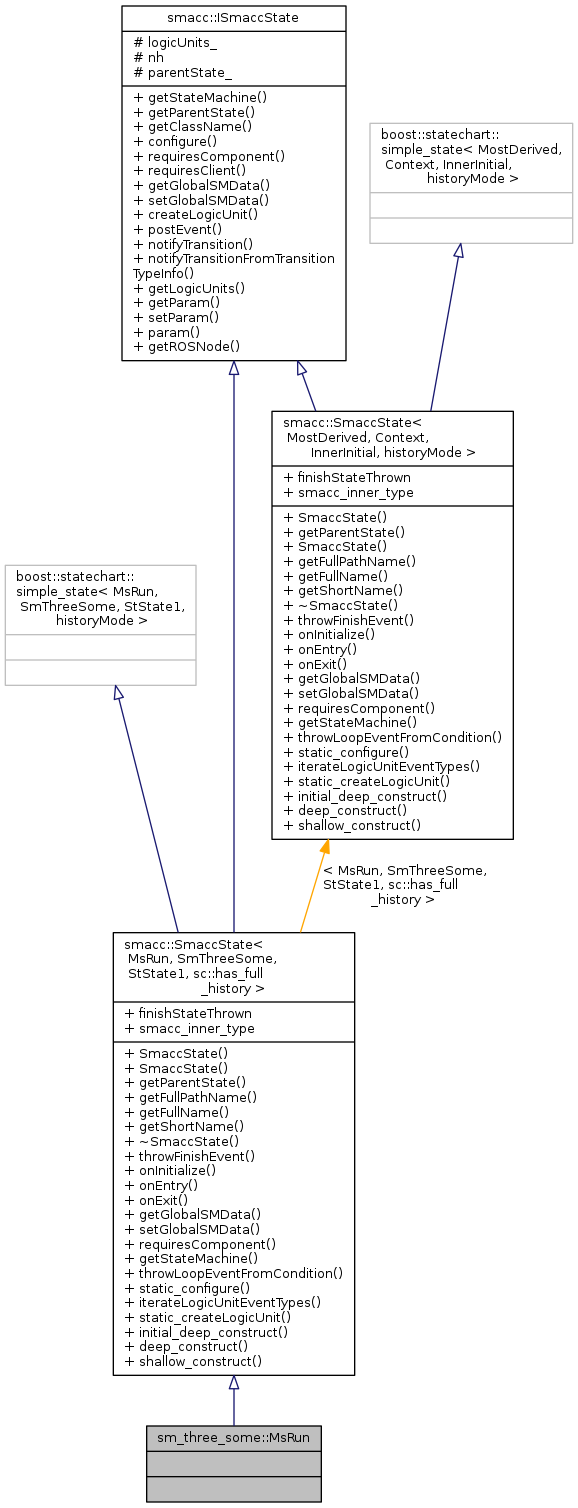 smacc::ISmaccState
# logicUnits_
# nh
# parentState_
+ getStateMachine()
+ getParentState()
+ getClassName()
+ configure()
+ requiresComponent()
+ requiresClient()
+ getGlobalSMData()
+ setGlobalSMData()
+ createLogicUnit()
+ postEvent()
+ notifyTransition()
+ notifyTransitionFromTransition
TypeInfo()
+ getLogicUnits()
+ getParam()
+ setParam()
+ param()
+ getROSNode()
boost::statechart::
simple_state< MostDerived,
Context, InnerInitial,
historyMode >
smacc::SmaccState<
MostDerived, Context,
InnerInitial, historyMode >
+ finishStateThrown
+ smacc_inner_type
+ SmaccState()
+ getParentState()
+ SmaccState()
+ getFullPathName()
+ getFullName()
+ getShortName()
+ ~SmaccState()
+ throwFinishEvent()
+ onInitialize()
+ onEntry()
+ onExit()
+ getGlobalSMData()
+ setGlobalSMData()
+ requiresComponent()
+ getStateMachine()
+ throwLoopEventFromCondition()
+ static_configure()
+ iterateLogicUnitEventTypes()
+ static_createLogicUnit()
+ initial_deep_construct()
+ deep_construct()
+ shallow_construct()
boost::statechart::
simple_state< MsRun,
SmThreeSome, StState1,
historyMode >
< MsRun, SmThreeSome,
StState1, sc::has_full
_history >
smacc::SmaccState<
MsRun, SmThreeSome,
StState1, sc::has_full
_history >
+ finishStateThrown
+ smacc_inner_type
+ SmaccState()
+ SmaccState()
+ getParentState()
+ getFullPathName()
+ getFullName()
+ getShortName()
+ ~SmaccState()
+ throwFinishEvent()
+ onInitialize()
+ onEntry()
+ onExit()
+ getGlobalSMData()
+ setGlobalSMData()
+ requiresComponent()
+ getStateMachine()
+ throwLoopEventFromCondition()
+ static_configure()
+ iterateLogicUnitEventTypes()
+ static_createLogicUnit()
+ initial_deep_construct()
+ deep_construct()
+ shallow_construct()
sm_three_some::MsRun